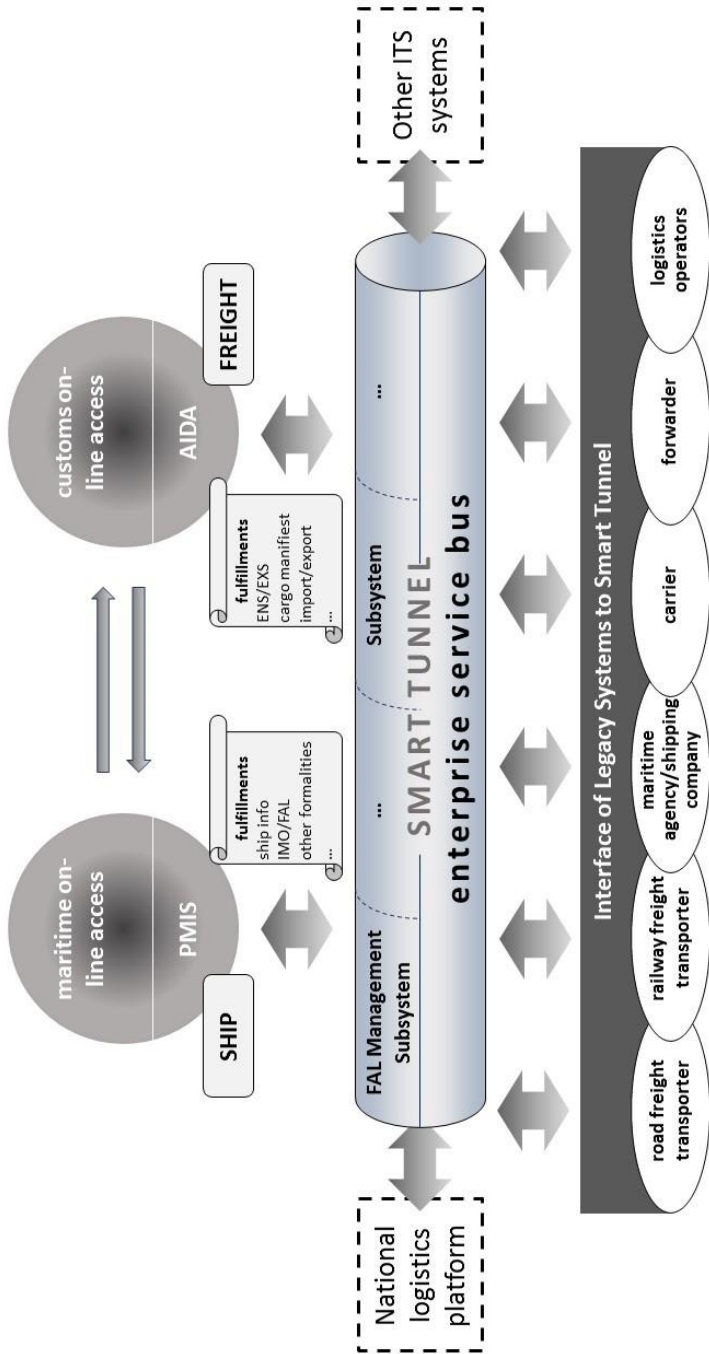 maritime on-
line access
PMIS
SHIP
customs on-
line access
AIDA
FREIGHT
fulfillments
ship info
IMO/FAL
other formalities
...
fulfillments
ENS/EXS
cargo manifiest
import/export
...
National
logistics
platform
FAL Management
Subsystem
...
Subsystem
...
SMART TUNNEL
enterprise service bus
Other ITS
systems
Interface of Legacy Systems to Smart Tunnel
road freight
transporter
railway freight
transporter
maritime
agency/shipping
company
carrier
forwarder
logistics
operators